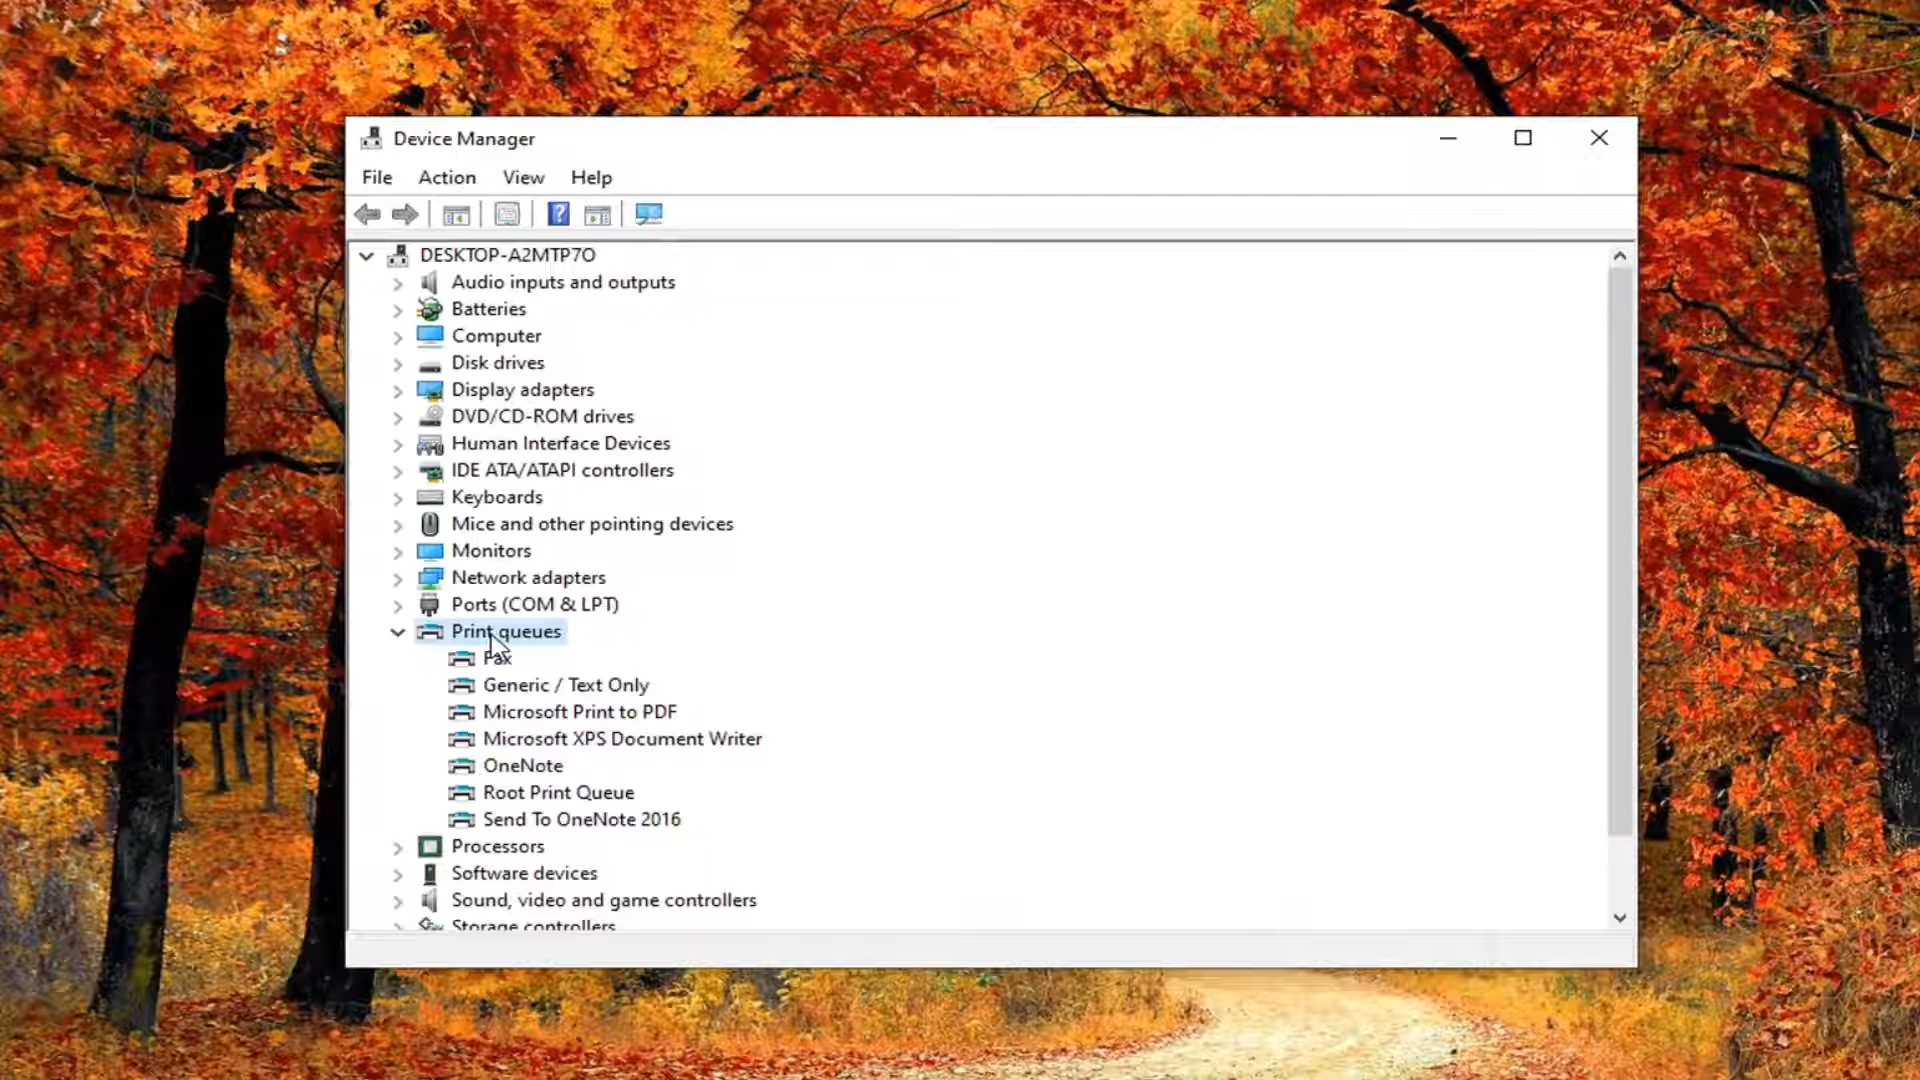 Device Manager
File Action View Help
DESKTOP-A2MTP7O
Audio inputs and outputs
Batteries
Computer
Disk drives
Display adapters
DVD/CD-ROM drives
Human Interface Devices
IDE ATA/ATAPI controllers
Keyboards
Mice and other pointing devices
Monitors
Network adapters
Ports (COM & LPT)
Print queues
Fax
Generic / Text Only
Microsoft Print to PDF
Microsoft XPS Document Writer
OneNote
Root Print Queue
Send To OneNote 2016
Processors
Software devices
Sound, video and game controllers
Storage controllers